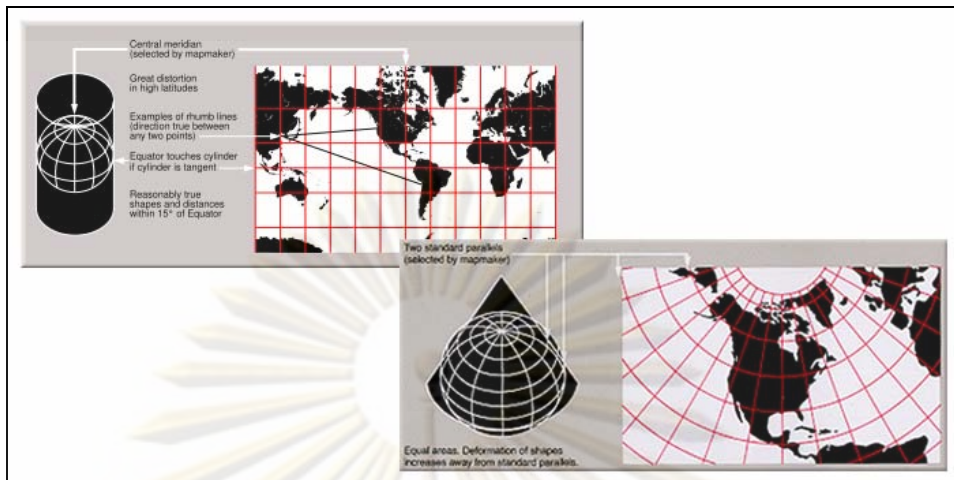 Central meridian
(selected by mapmaker)
Great distortion
in high latitudes
Examples of rhumb lines
(direction true between
any two points)
Equator touches cylinder
if cylinder is tangent
Reasonably true
shapes and distances
within 15° of Equator
Two standard parallels
(selected by mapmaker)
Equal areas. Deformation of shapes
increases away from standard parallels.